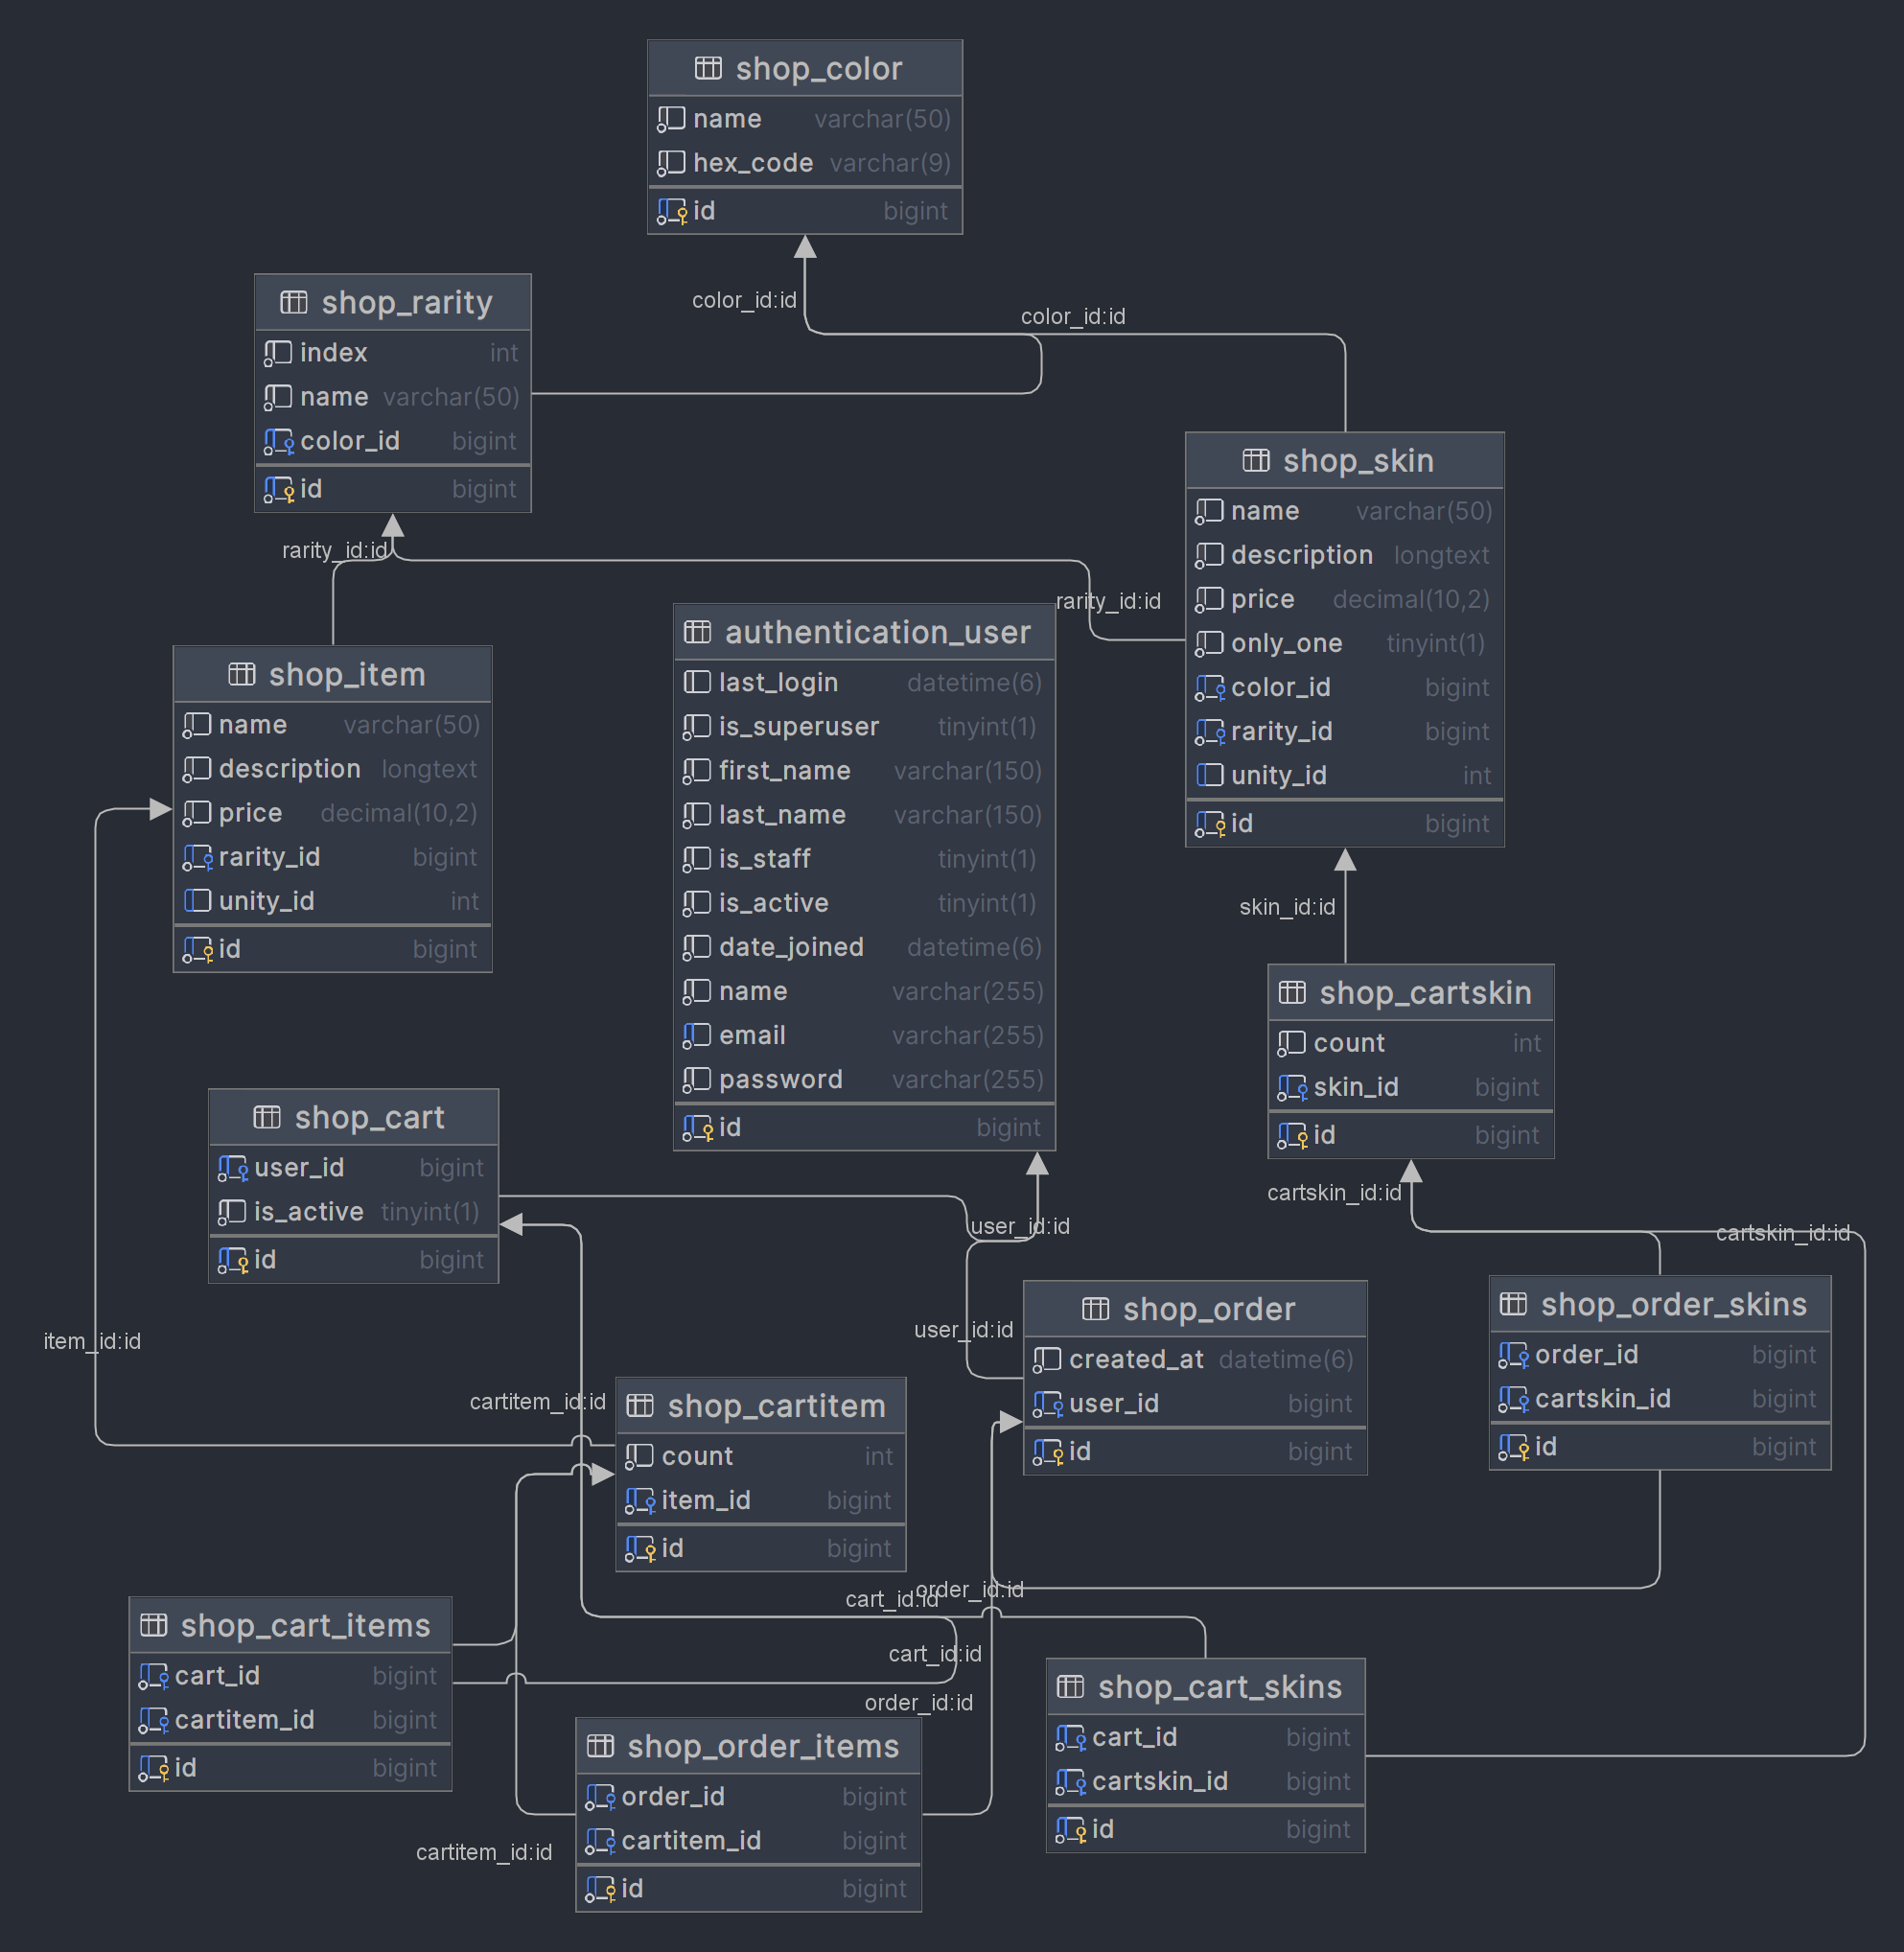 shop_color
name varchar(50)
hex_code varchar(9)
id bigint
color_id:id
color_id:id
shop_rarity
index int
name varchar(50)
color_id bigint
id bigint
rarity_id:id
rarity_id:id
shop_skin
name varchar(50)
description longtext
price decimal(10,2)
only_one tinyint(1)
color_id bigint
rarity_id bigint
unity_id int
id bigint
shop_item
name varchar(50)
description longtext
price decimal(10,2)
rarity_id bigint
unity_id int
id bigint
authentication_user
last_login datetime(6)
is_superuser tinyint(1)
first_name varchar(150)
last_name varchar(150)
is_staff tinyint(1)
is_active tinyint(1)
date_joined datetime(6)
name varchar(255)
email varchar(255)
password varchar(255)
id bigint
skin_id:id
shop_cartskin
count int
skin_id bigint
id bigint
shop_cart
user_id bigint
is_active tinyint(1)
id bigint
cartskin_id:id
user_id:id
cartskin_id:id
shop_order
created_at datetime(6)
user_id bigint
id bigint
shop_order_skins
order_id bigint
cartskin_id bigint
id bigint
user_id:id
item_id:id
cartitem_id:id
shop_cartitem
count int
item_id bigint
id bigint
order_id:id
cart_id:id
shop_cart_items
cart_id bigint
cartitem_id bigint
id bigint
cart_id:id
order_id:id
shop_cart_skins
cart_id bigint
cartskin_id bigint
id bigint
shop_order_items
order_id bigint
cartitem_id bigint
id bigint
cartitem_id:id